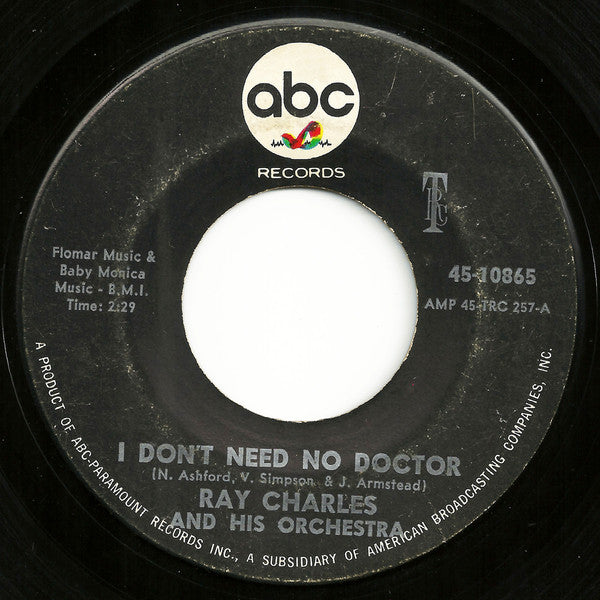 abc
RECORDS
TRC
Flomar Music &
Baby Monica
Music - B.M.I.
Time: 2:29
45-10865
AMP 45-TRC 257-A
I DON'T NEED NO DOCTOR
(N. Ashford, V. Simpson & J. Armstead)
RAY CHARLES
AND HIS ORCHESTRA
A PRODUCT OF ABC-PARAMOUNT RECORDS INC., A SUBSIDIARY OF AMERICAN BROADCASTING COMPANIES, INC.